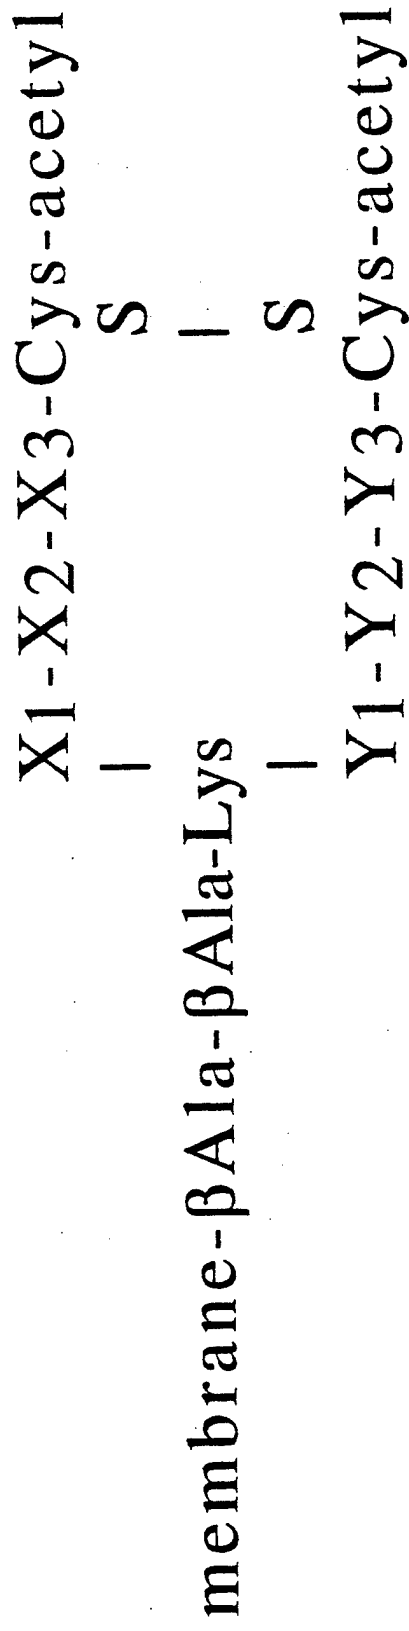 X1-X2-X3-Cys-acetyl
| S
membrane-βAla-βAla-Lys |
| S
Y1-Y2-Y3-Cys-acetyl